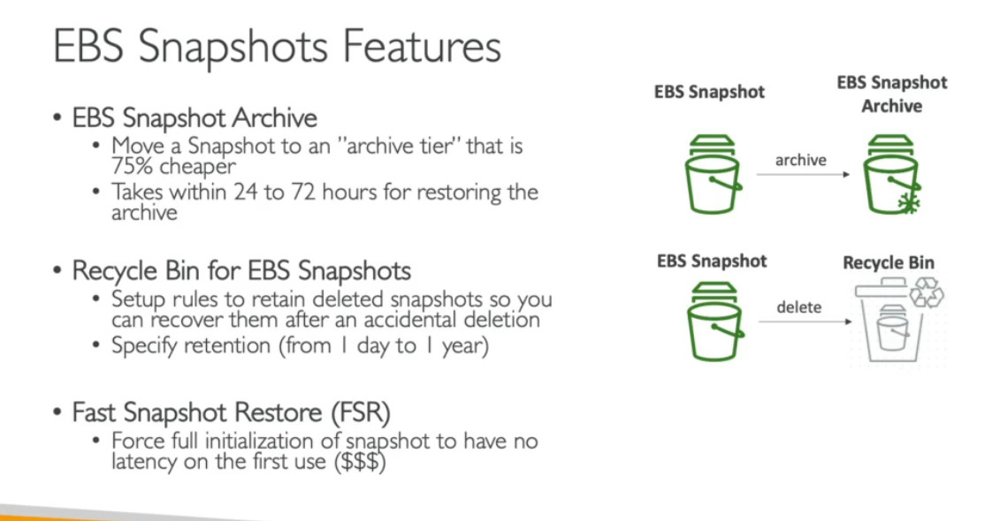 EBS Snapshots Features
• EBS Snapshot Archive
• Move a Snapshot to an "archive tier" that is
75% cheaper
• Takes within 24 to 72 hours for restoring the
archive
• Recycle Bin for EBS Snapshots
• Setup rules to retain deleted snapshots so you
can recover them after an accidental deletion
• Specify retention (from 1 day to 1 year)
• Fast Snapshot Restore (FSR)
• Force full initialization of snapshot to have no
latency on the first use ($$$)
EBS Snapshot
EBS Snapshot
Archive
archive
EBS Snapshot
Recycle Bin
delete